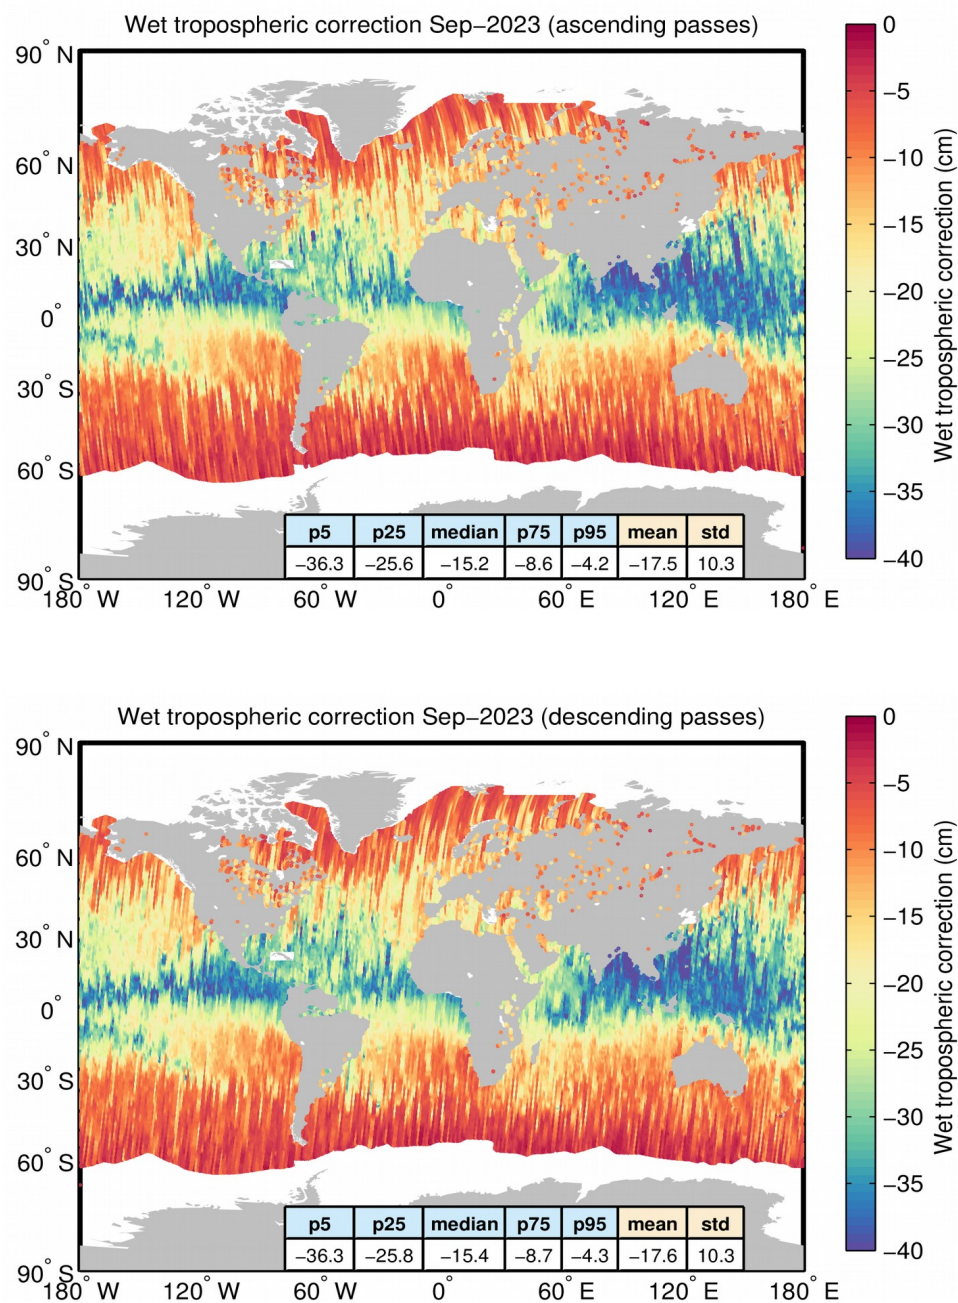 Wet tropospheric correction Sep−2023 (ascending passes)
90° N
60° N
30° N
0°
30° S
60° S
90° S
180° W 120° W 60° W 0° 60° E 120° E 180° E
p5 p25 median p75 p95 mean std
−36.3 −25.6 −15.2 −8.6 −4.2 −17.5 10.3
0
−5
−10
−15
−20
−25
−30
−35
−40
Wet tropospheric correction (cm)
Wet tropospheric correction Sep−2023 (descending passes)
90° N
60° N
30° N
0°
30° S
60° S
90° S
180° W 120° W 60° W 0° 60° E 120° E 180° E
p5 p25 median p75 p95 mean std
−36.3 −25.8 −15.4 −8.7 −4.3 −17.6 10.3
0
−5
−10
−15
−20
−25
−30
−35
−40
Wet tropospheric correction (cm)